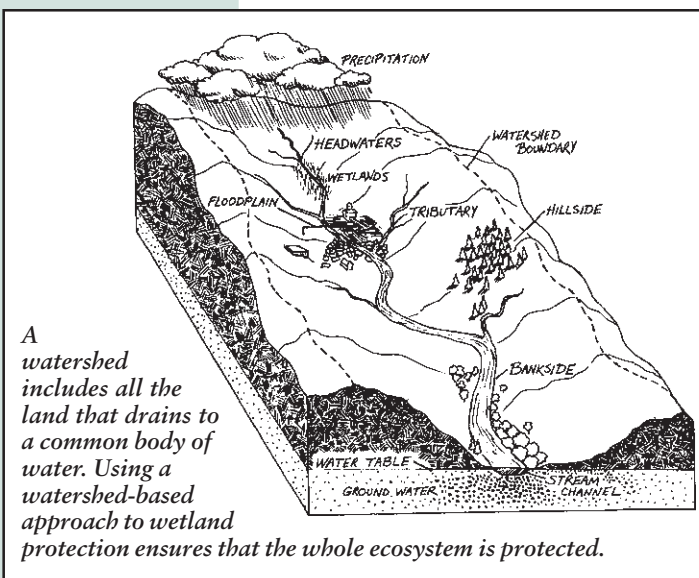 PRECIPITATION
HEADWATERS
WATERSHED
BOUNDARY
WETLANDS
FLOODPLAIN
TRIBUTARY
HILLSIDE
BANKSIDE
WATER TABLE
GROUND WATER
STREAM
CHANNEL
A
watershed
includes all the
land that drains to
a common body of
water. Using a
watershed-based
approach to wetland
protection ensures that the whole ecosystem is protected.